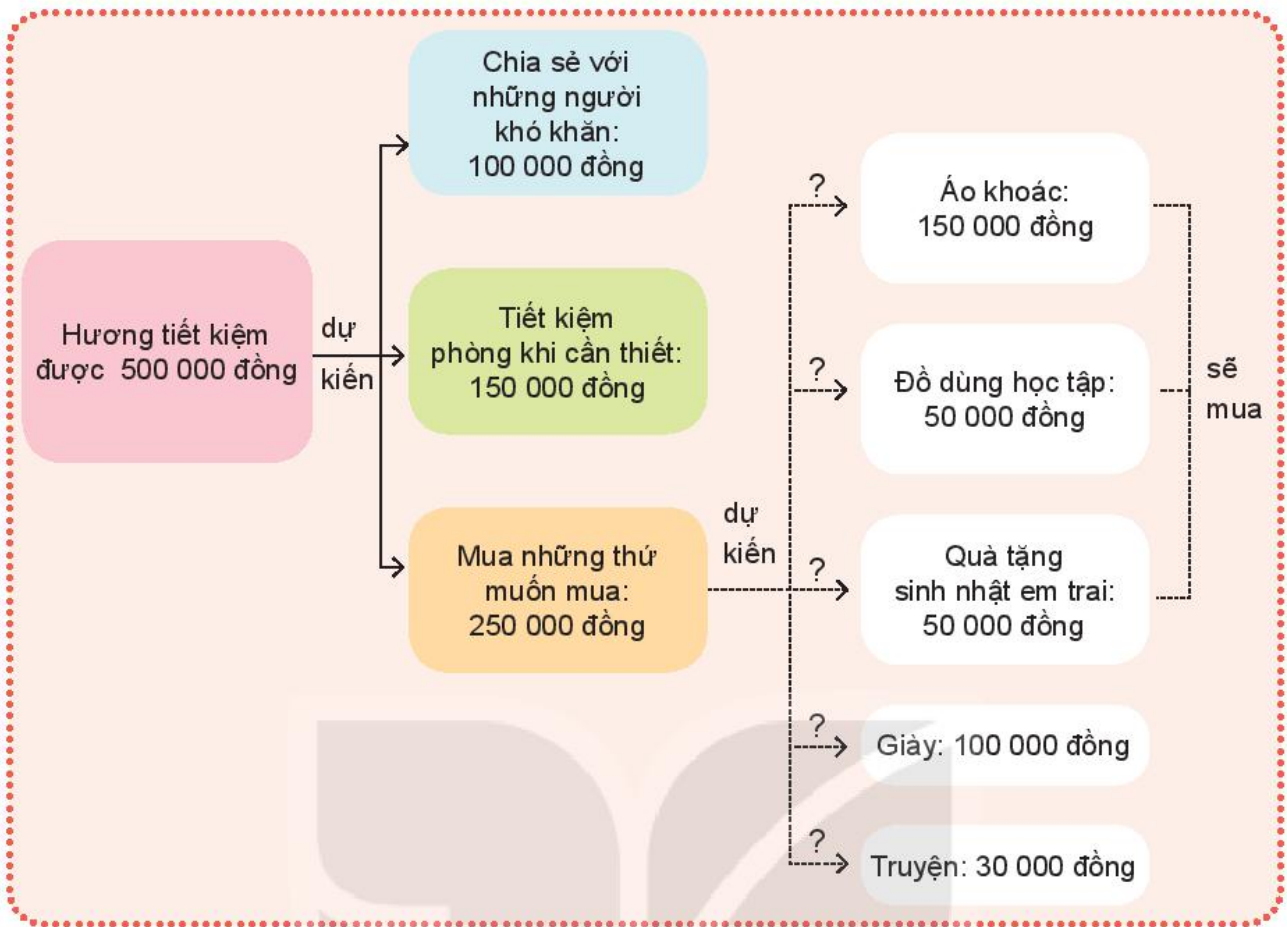 Chia sẻ với
những người
khó khăn:
100 000 đồng
Hương tiết kiệm
được 500 000 đồng
dự
kiến
Tiết kiệm
phòng khi cần thiết:
150 000 đồng
Mua những thứ
muốn mua:
250 000 đồng
dự
kiến
?
Áo khoác:
150 000 đồng
?
Đồ dùng học tập:
50 000 đồng
?
Quà tặng
sinh nhật em trai:
50 000 đồng
?
Giày: 100 000 đồng
?
Truyện: 30 000 đồng
sẽ
mua